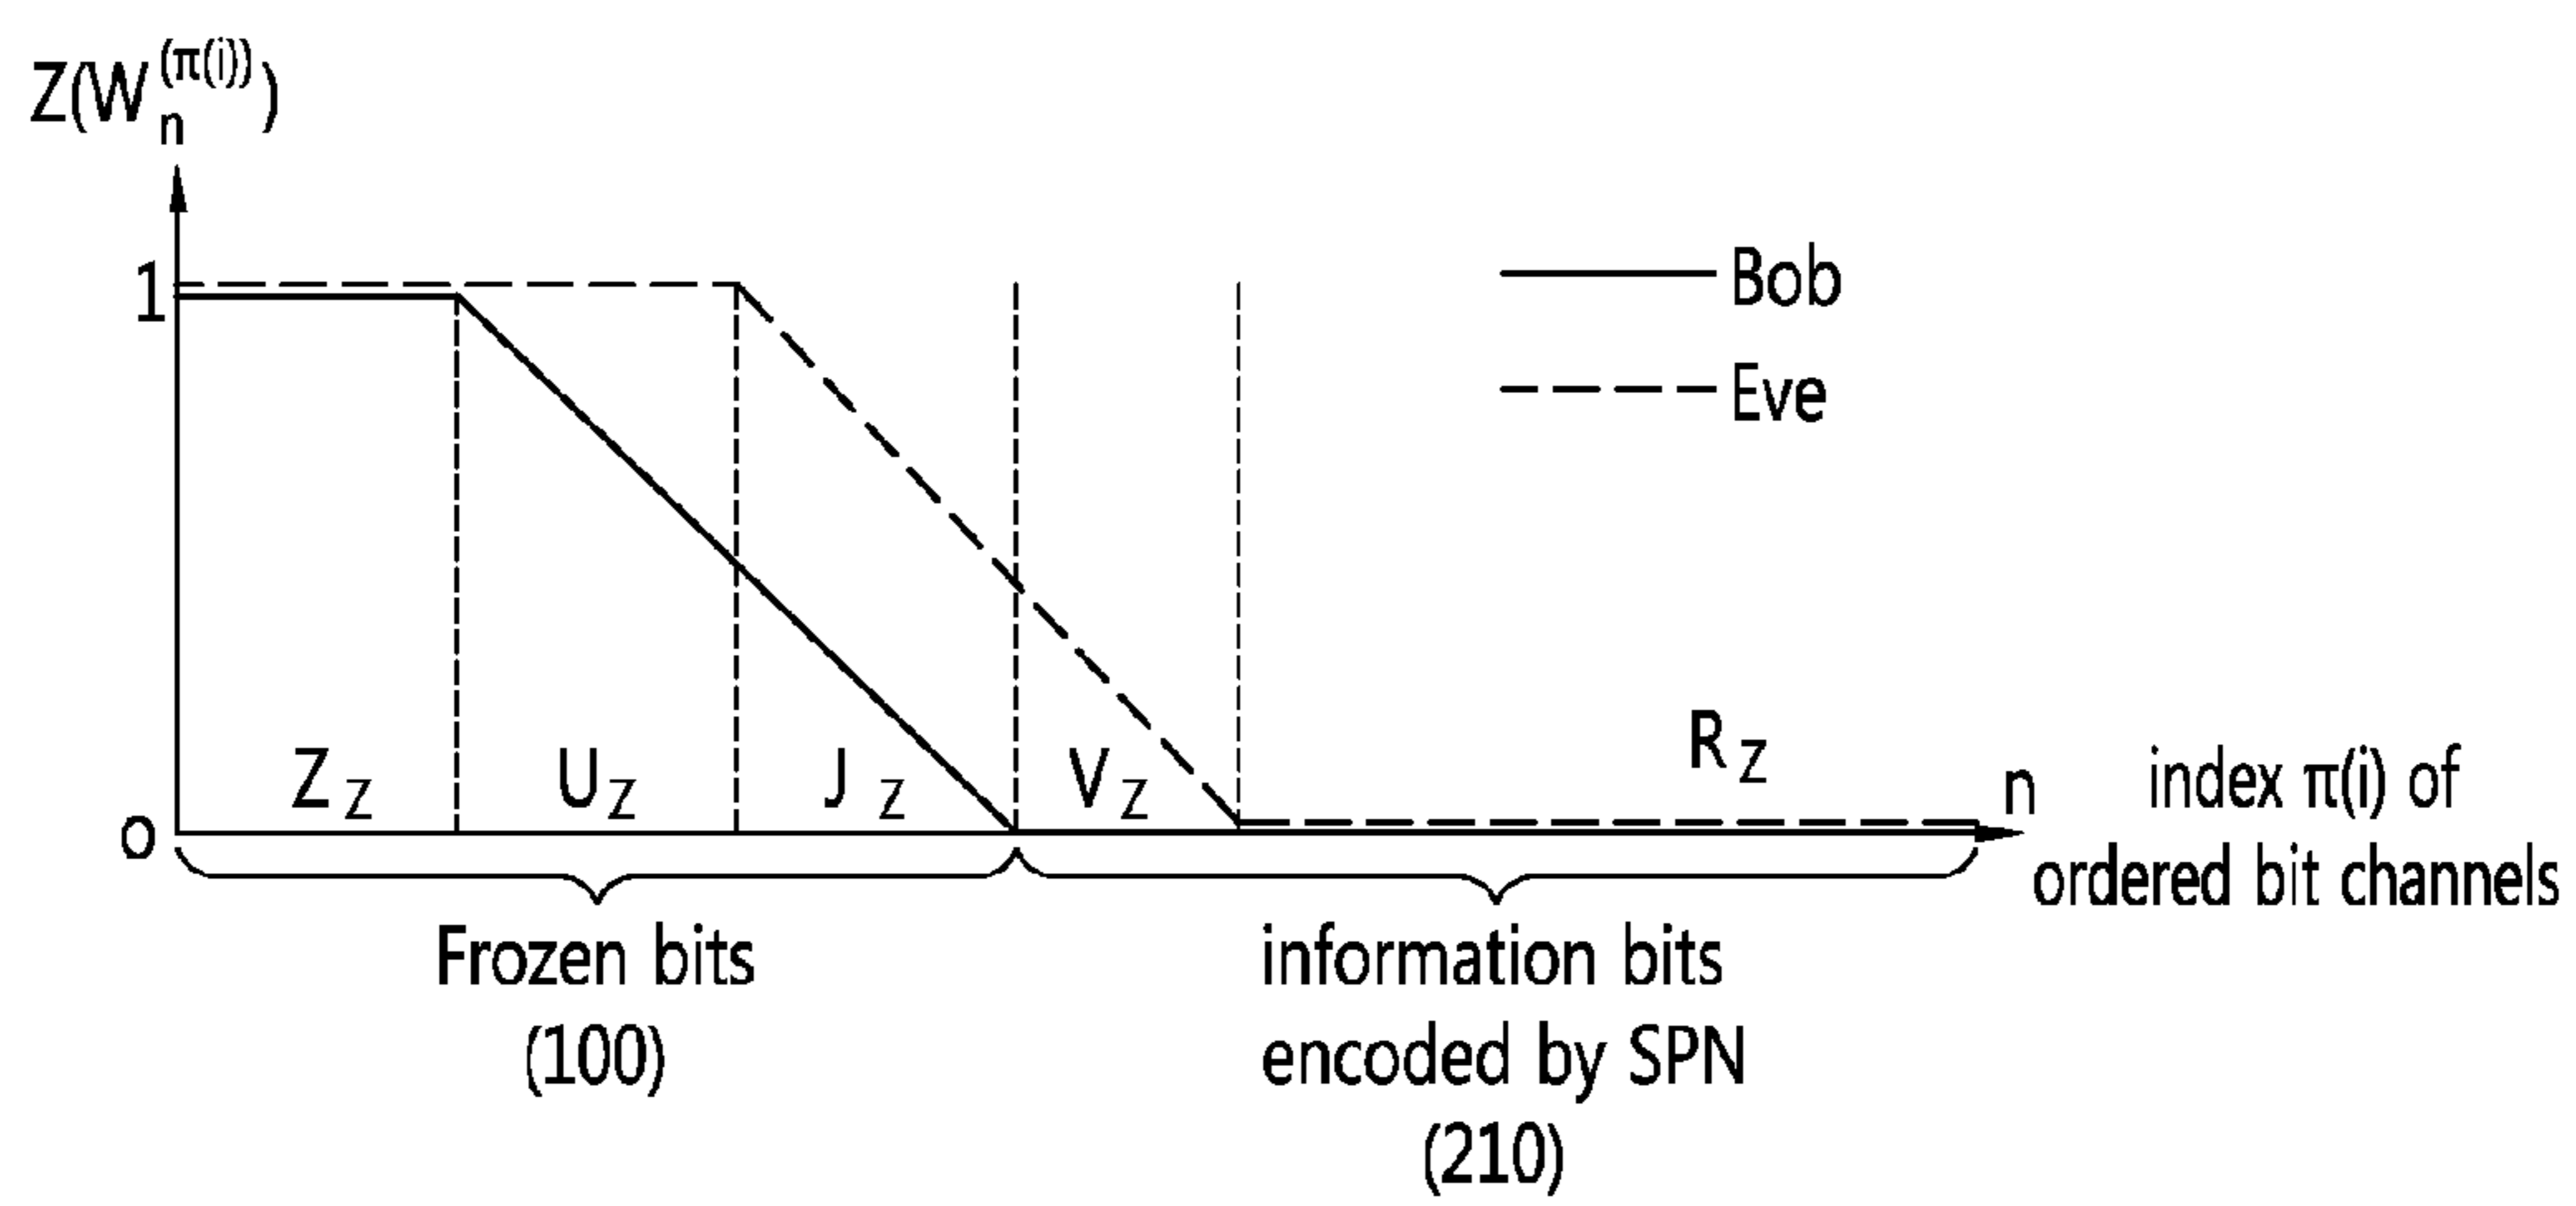 Z(W_n^(π(i)))
1
Bob
Eve
Z_Z U_Z J_Z V_Z R_Z
o
n
index π(i) of
ordered bit channels
Frozen bits
(100)
information bits
encoded by SPN
(210)